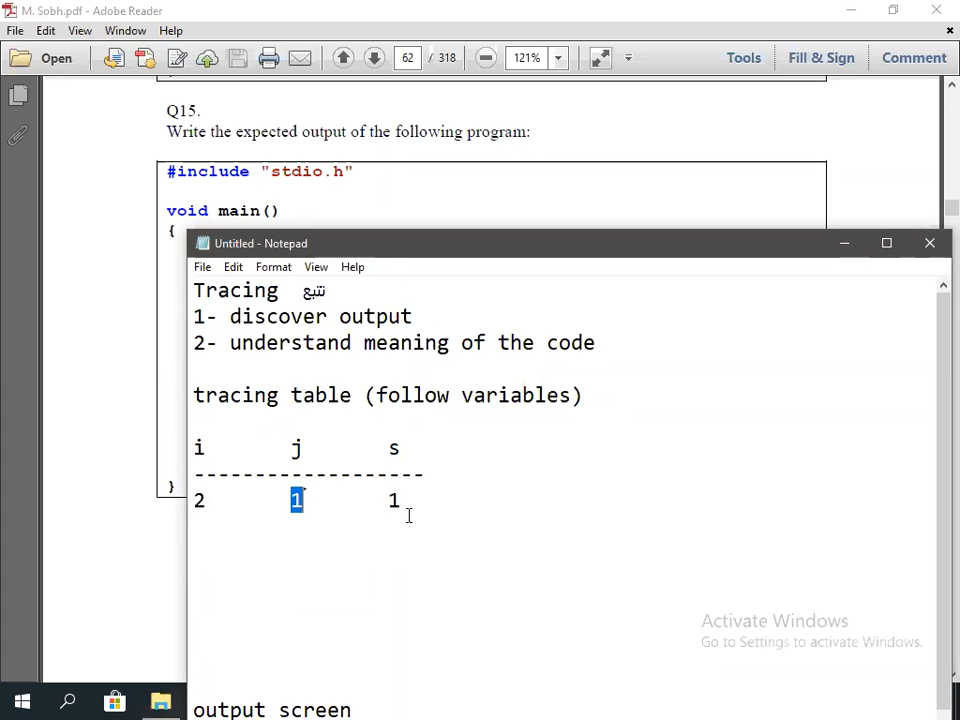 M. Sobh.pdf - Adobe Reader
File Edit View Window Help
Open 62 / 318 121% Tools Fill & Sign Comment
Q15.
Write the expected output of the following program:
#include "stdio.h"
void main()
{
}
Untitled - Notepad
File Edit Format View Help
Tracing تتبع
1- discover output
2- understand meaning of the code
tracing table (follow variables)
i j s
-------------------
2 1 1
Activate Windows
Go to Settings to activate Windows.
output screen